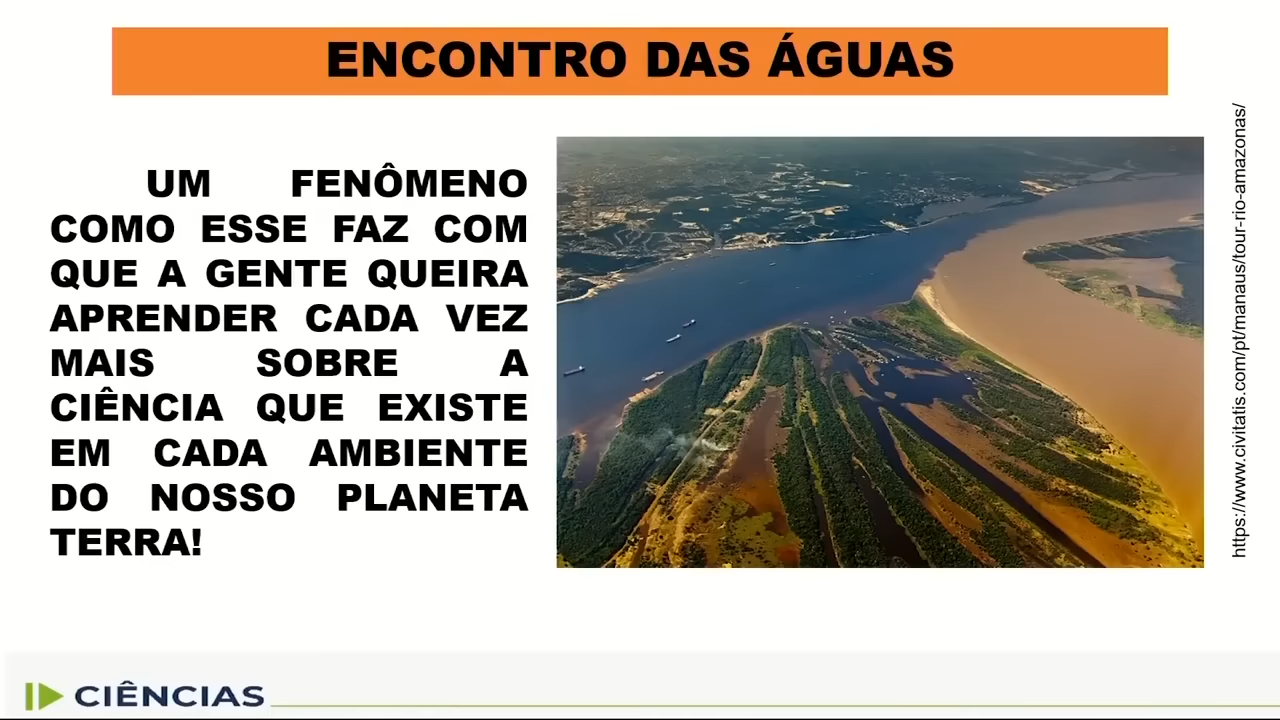 ENCONTRO DAS ÁGUAS
UM FENÔMENO
COMO ESSE FAZ COM
QUE A GENTE QUEIRA
APRENDER CADA VEZ
MAIS SOBRE A
CIÊNCIA QUE EXISTE
EM CADA AMBIENTE
DO NOSSO PLANETA
TERRA!
https://www.civitatis.com/pt/manaus/tour-rio-amazonas/
CIÊNCIAS